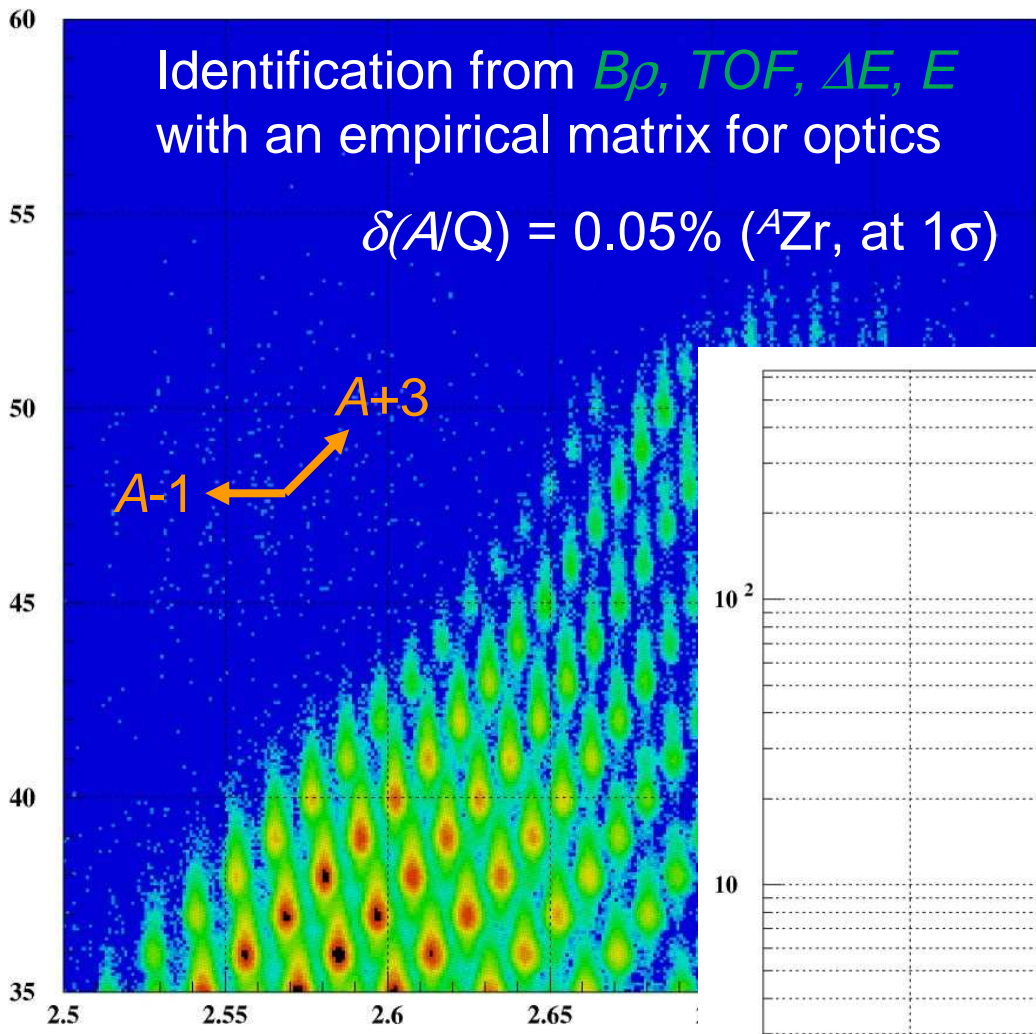 60
Identification from Bρ, TOF, ΔE, E
with an empirical matrix for optics
55
δ(A/Q) = 0.05% (ᴬZr, at 1σ)
A+3
50
A-1
10 ²
45
40
10
35
2.5
2.55
2.6
2.65